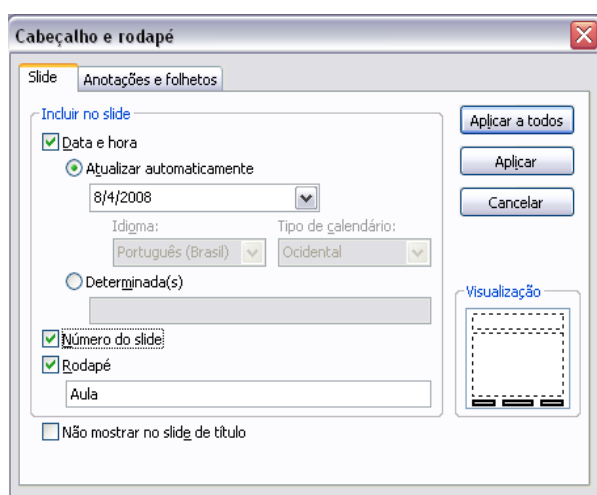 Cabeçalho e rodapé
Slide Anotações e folhetos
Incluir no slide
Data e hora
Atualizar automaticamente
8/4/2008
Idioma: Tipo de calendário:
Português (Brasil) Ocidental
Determinada(s)
Número do slide
Rodapé
Aula
Não mostrar no slide de título
Aplicar a todos
Aplicar
Cancelar
Visualização